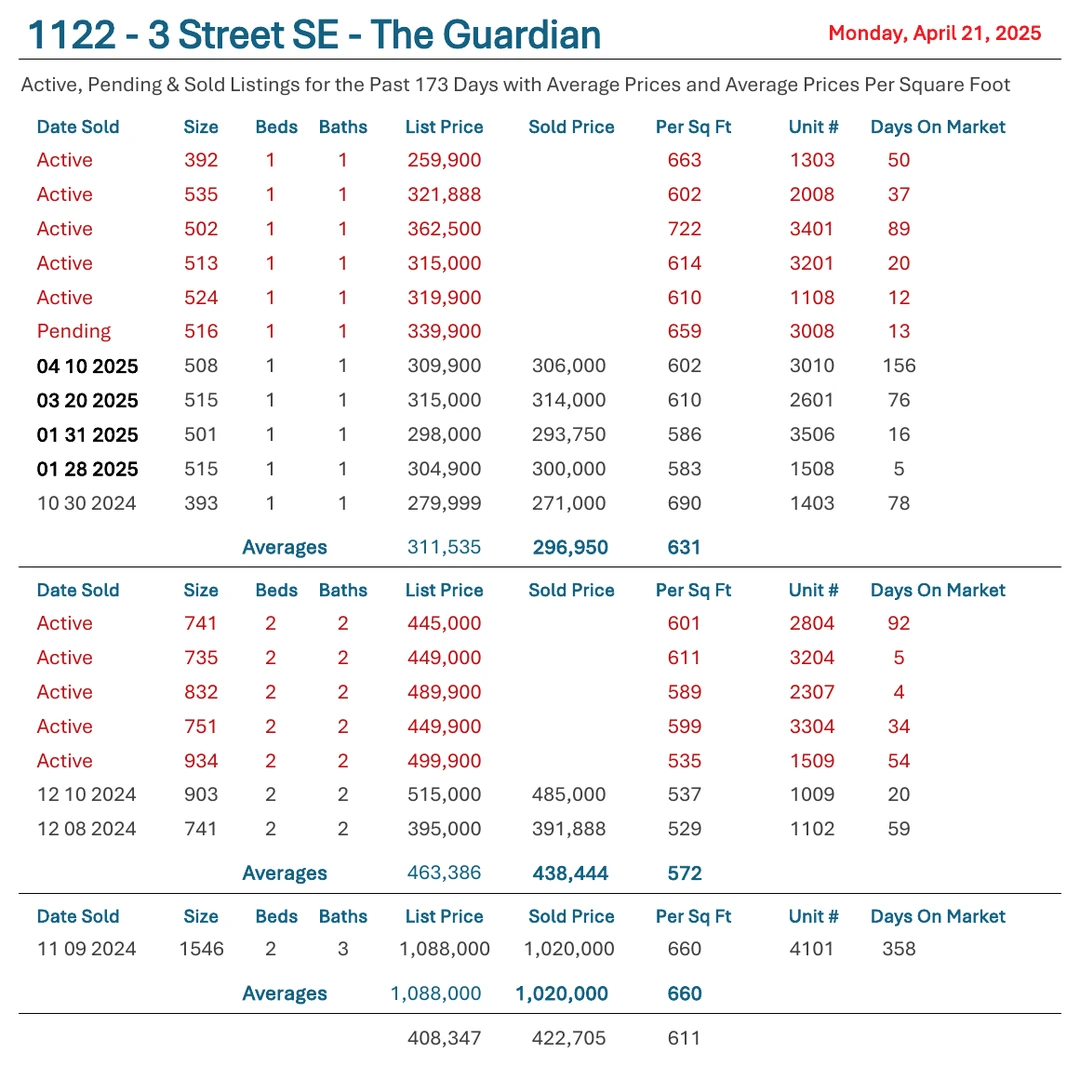 1122 - 3 Street SE - The Guardian Monday, April 21, 2025
Active, Pending & Sold Listings for the Past 173 Days with Average Prices and Average Prices Per Square Foot
Date Sold Size Beds Baths List Price Sold Price Per Sq Ft Unit # Days On Market
Active 392 1 1 259,900 663 1303 50
Active 535 1 1 321,888 602 2008 37
Active 502 1 1 362,500 722 3401 89
Active 513 1 1 315,000 614 3201 20
Active 524 1 1 319,900 610 1108 12
Pending 516 1 1 339,900 659 3008 13
04 10 2025 508 1 1 309,900 306,000 602 3010 156
03 20 2025 515 1 1 315,000 314,000 610 2601 76
01 31 2025 501 1 1 298,000 293,750 586 3506 16
01 28 2025 515 1 1 304,900 300,000 583 1508 5
10 30 2024 393 1 1 279,999 271,000 690 1403 78
Averages 311,535 296,950 631
Date Sold Size Beds Baths List Price Sold Price Per Sq Ft Unit # Days On Market
Active 741 2 2 445,000 601 2804 92
Active 735 2 2 449,000 611 3204 5
Active 832 2 2 489,900 589 2307 4
Active 751 2 2 449,900 599 3304 34
Active 934 2 2 499,900 535 1509 54
12 10 2024 903 2 2 515,000 485,000 537 1009 20
12 08 2024 741 2 2 395,000 391,888 529 1102 59
Averages 463,386 438,444 572
Date Sold Size Beds Baths List Price Sold Price Per Sq Ft Unit # Days On Market
11 09 2024 1546 2 3 1,088,000 1,020,000 660 4101 358
Averages 1,088,000 1,020,000 660
408,347 422,705 611